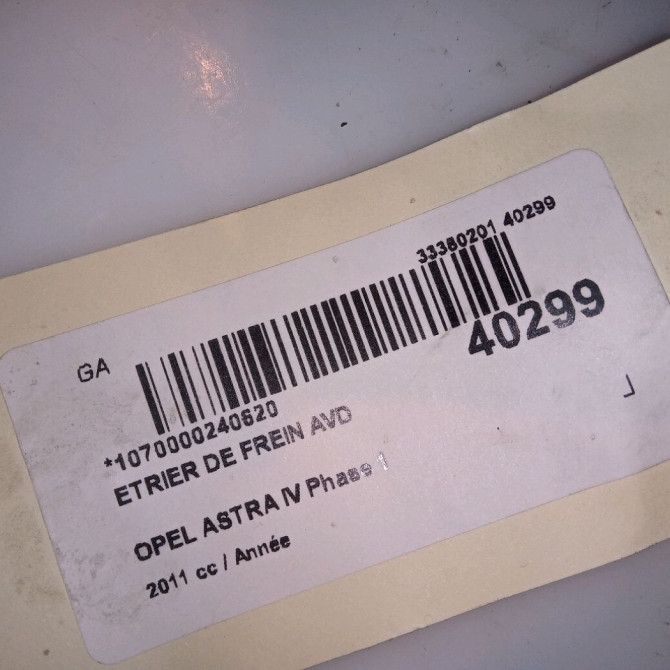 33380201 40299
GA
40299
*1070000240620
ETRIER DE FREIN AVD
OPEL ASTRA IV Phase 1
2011 cc / Année